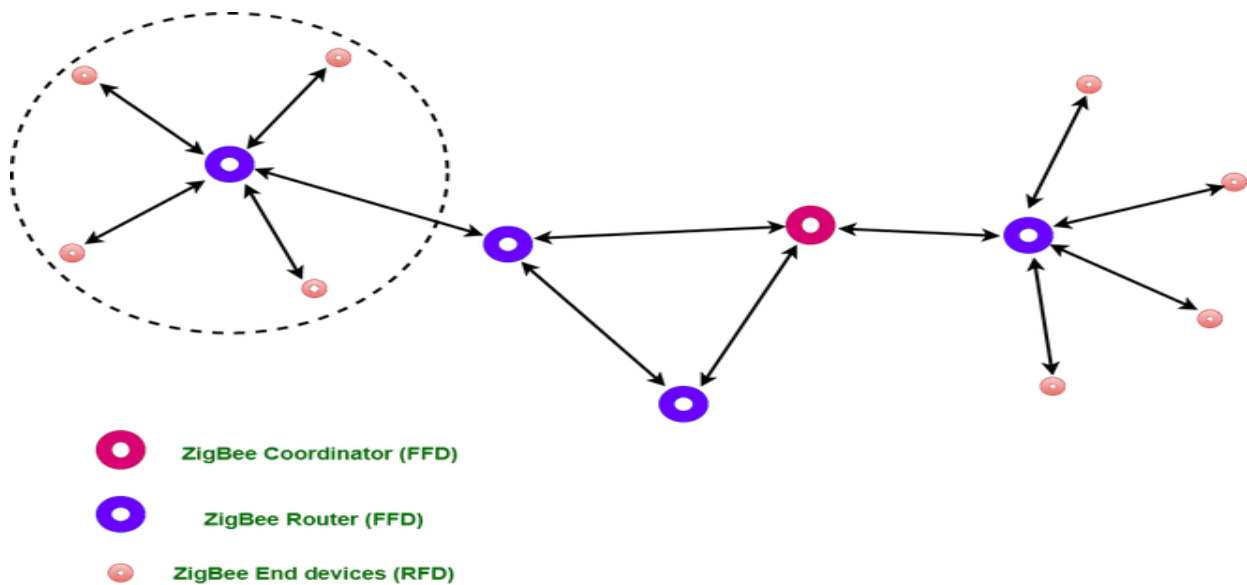 ZigBee Coordinator (FFD)
ZigBee Router (FFD)
ZigBee End devices (RFD)